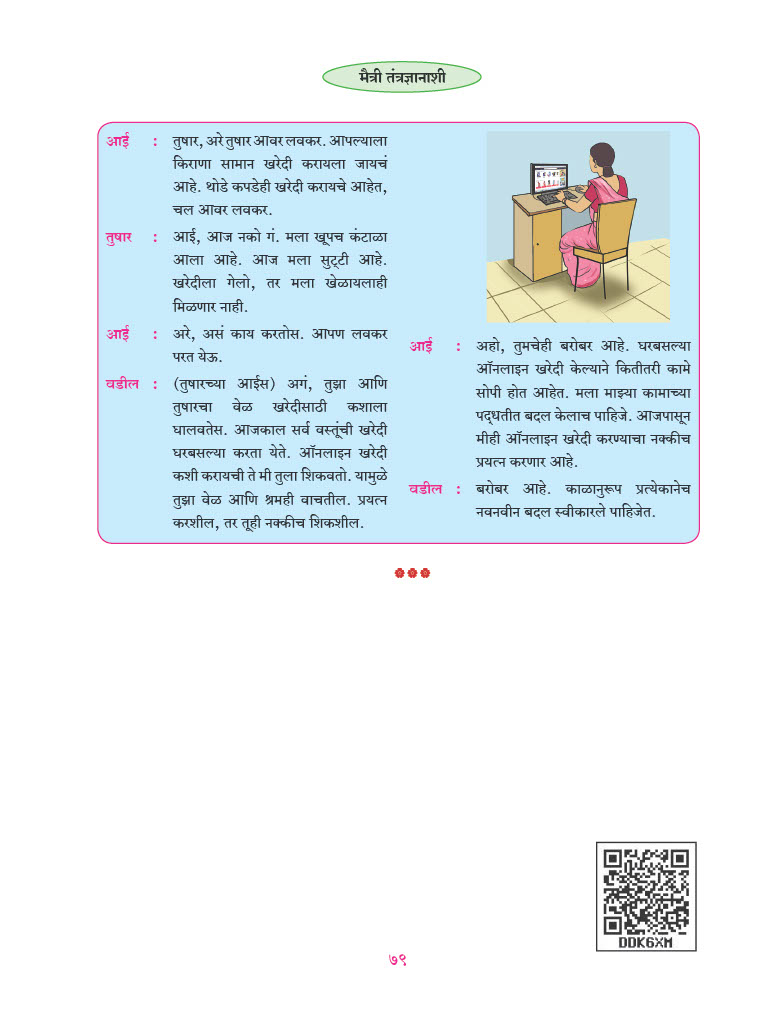 मैत्री तंत्रज्ञानाशी
आई : तुषार, अरे तुषार आवर लवकर. आपल्याला
किराणा सामान खरेदी करायला जायचं
आहे. थोडे कपडेही खरेदी करायचे आहेत,
चल आवर लवकर.
तुषार : आई, आज नको गं. मला खूपच कंटाळा
आला आहे. आज मला सुट्टी आहे.
खरेदीला गेलो, तर मला खेळायलाही
मिळणार नाही.
आई : अरे, असं काय करतोस. आपण लवकर
परत येऊ.
वडील : (तुषारच्या आईस) अगं, तुझा आणि
तुषारचा वेळ खरेदीसाठी कशाला
घालवतेस. आजकाल सर्व वस्तूंची खरेदी
घरबसल्या करता येते. ऑनलाइन खरेदी
कशी करायची ते मी तुला शिकवतो. यामुळे
तुझा वेळ आणि श्रमही वाचतील. प्रयत्न
करशील, तर तूही नक्कीच शिकशील.
आई : अहो, तुमचेही बरोबर आहे. घरबसल्या
ऑनलाइन खरेदी केल्याने कितीतरी कामे
सोपी होत आहेत. मला माझ्या कामाच्या
पद्धतीत बदल केलाच पाहिजे. आजपासून
मीही ऑनलाइन खरेदी करण्याचा नक्कीच
प्रयत्न करणार आहे.
वडील : बरोबर आहे. काळानुरूप प्रत्येकानेच
नवनवीन बदल स्वीकारले पाहिजेत.
DDK6XM
७९